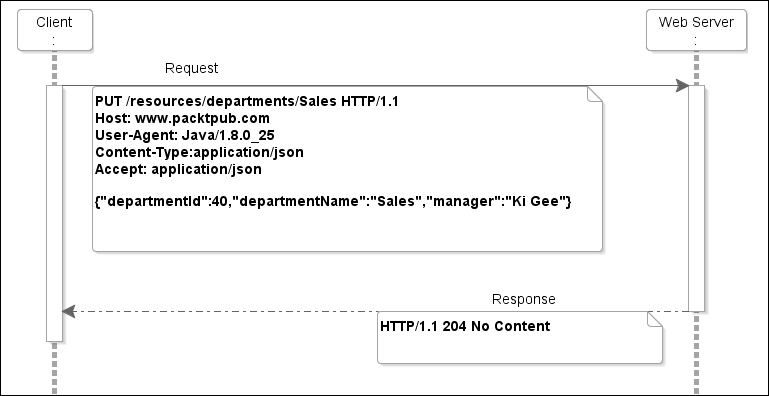 Client
:
Web Server
:
Request
PUT /resources/departments/Sales HTTP/1.1
Host: www.packtpub.com
User-Agent: Java/1.8.0_25
Content-Type:application/json
Accept: application/json
{"departmentId":40,"departmentName":"Sales","manager":"Ki Gee"}
Response
HTTP/1.1 204 No Content